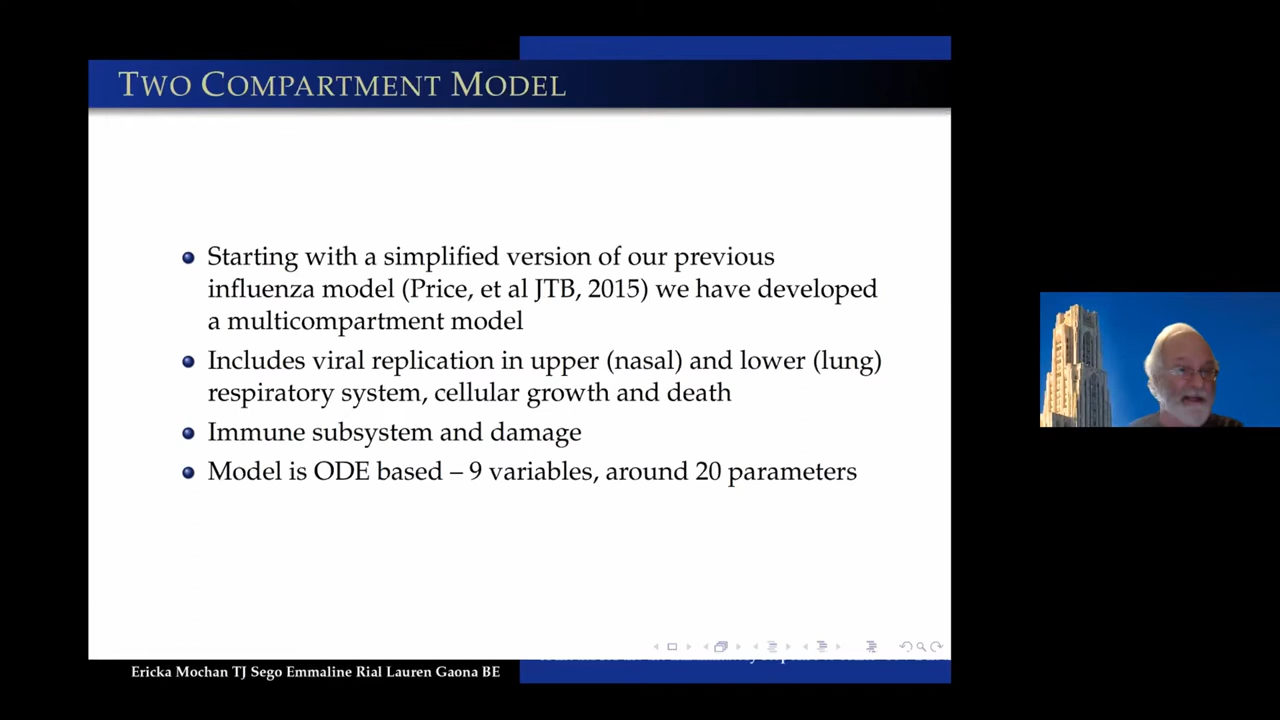 TWO COMPARTMENT MODEL
Starting with a simplified version of our previous
influenza model (Price, et al JTB, 2015) we have developed
a multicompartment model
Includes viral replication in upper (nasal) and lower (lung)
respiratory system, cellular growth and death
Immune subsystem and damage
Model is ODE based – 9 variables, around 20 parameters
Ericka Mochan TJ Sego Emmaline Rial Lauren Gaona BE